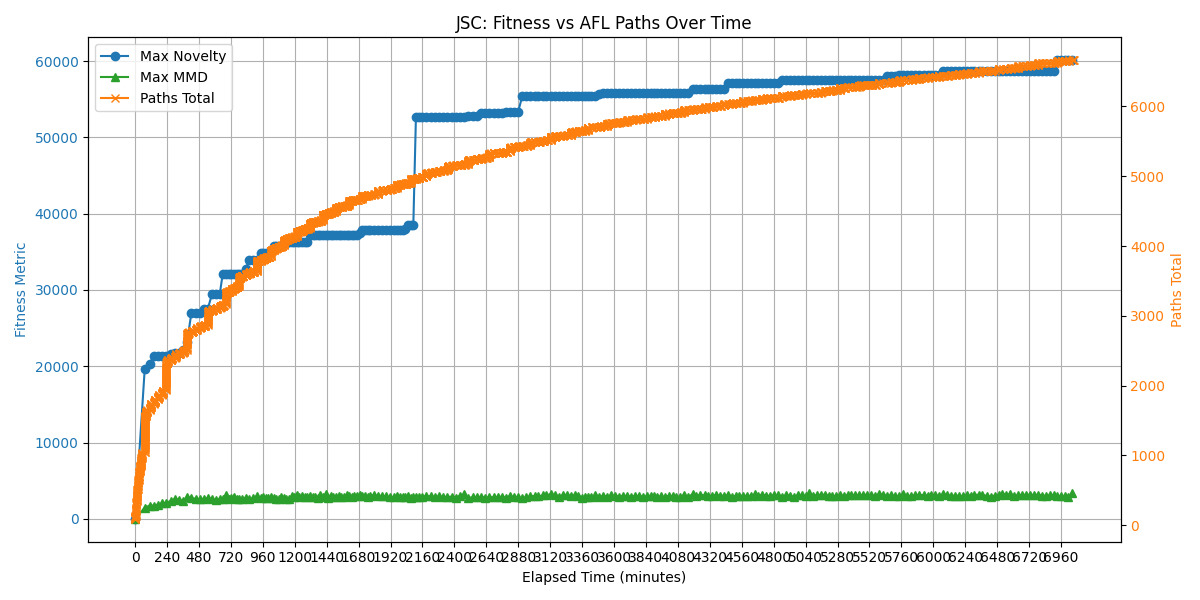 JSC: Fitness vs AFL Paths Over Time
Max Novelty
Max MMD
Paths Total
60000
50000
40000
30000
20000
10000
0
Fitness Metric
6000
5000
4000
3000
2000
1000
0
Paths Total
0 240 480 720 960 1200 1440 1680 1920 2160 2400 2640 2880 3120 3360 3600 3840 4080 4320 4560 4800 5040 5280 5520 5760 6000 6240 6480 6720 6960
Elapsed Time (minutes)